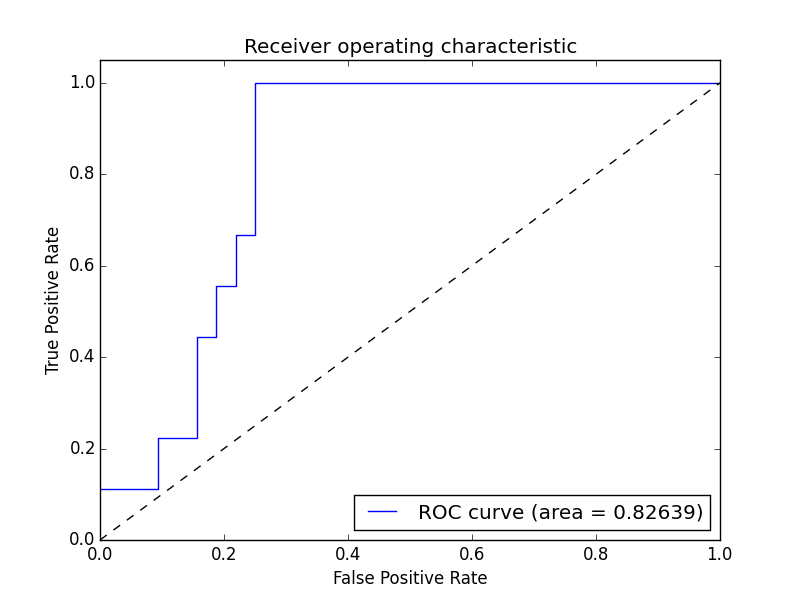 Receiver operating characteristic
1.0
0.8
0.6
0.4
0.2
0.0
True Positive Rate
ROC curve (area = 0.82639)
0.0 0.2 0.4 0.6 0.8 1.0
False Positive Rate